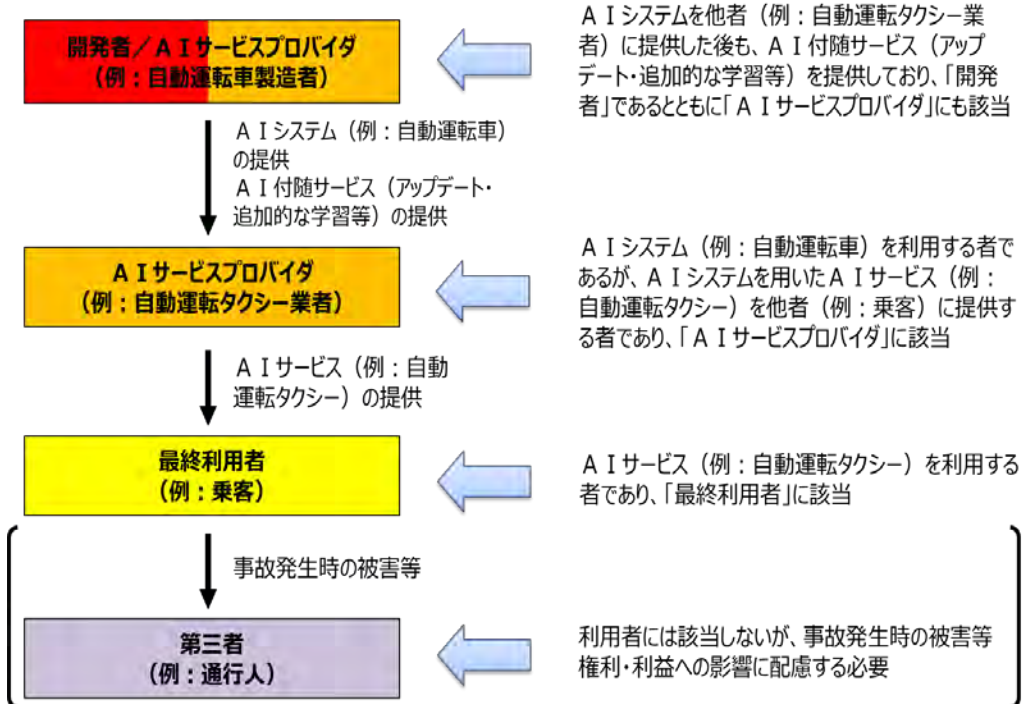 開発者／ＡＩサービスプロバイダ
（例：自動運転車製造者）
ＡＩシステムを他者（例：自動運転タクシー業
者）に提供した後も、ＡＩ付随サービス（アップ
デート・追加的な学習等）を提供しており、「開発
者」であるとともに「ＡＩサービスプロバイダ」にも該当
ＡＩシステム（例：自動運転車）
の提供
ＡＩ付随サービス（アップデート・
追加的な学習等）の提供
ＡＩサービスプロバイダ
（例：自動運転タクシー業者）
ＡＩシステム（例：自動運転車）を利用する者で
あるが、ＡＩシステムを用いたＡＩサービス（例：
自動運転タクシー）を他者（例：乗客）に提供す
る者であり、「ＡＩサービスプロバイダ」に該当
ＡＩサービス（例：自動
運転タクシー）の提供
最終利用者
（例：乗客）
ＡＩサービス（例：自動運転タクシー）を利用する
者であり、「最終利用者」に該当
事故発生時の被害等
第三者
（例：通行人）
利用者には該当しないが、事故発生時の被害等
権利・利益への影響に配慮する必要